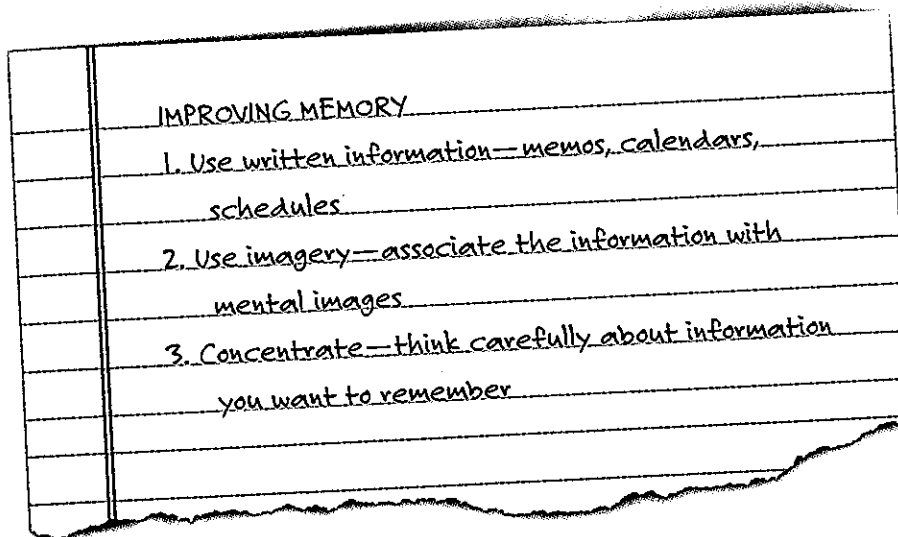 IMPROVING MEMORY
1. Use written information—memos, calendars,
schedules
2. Use imagery—associate the information with
mental images
3. Concentrate—think carefully about information
you want to remember